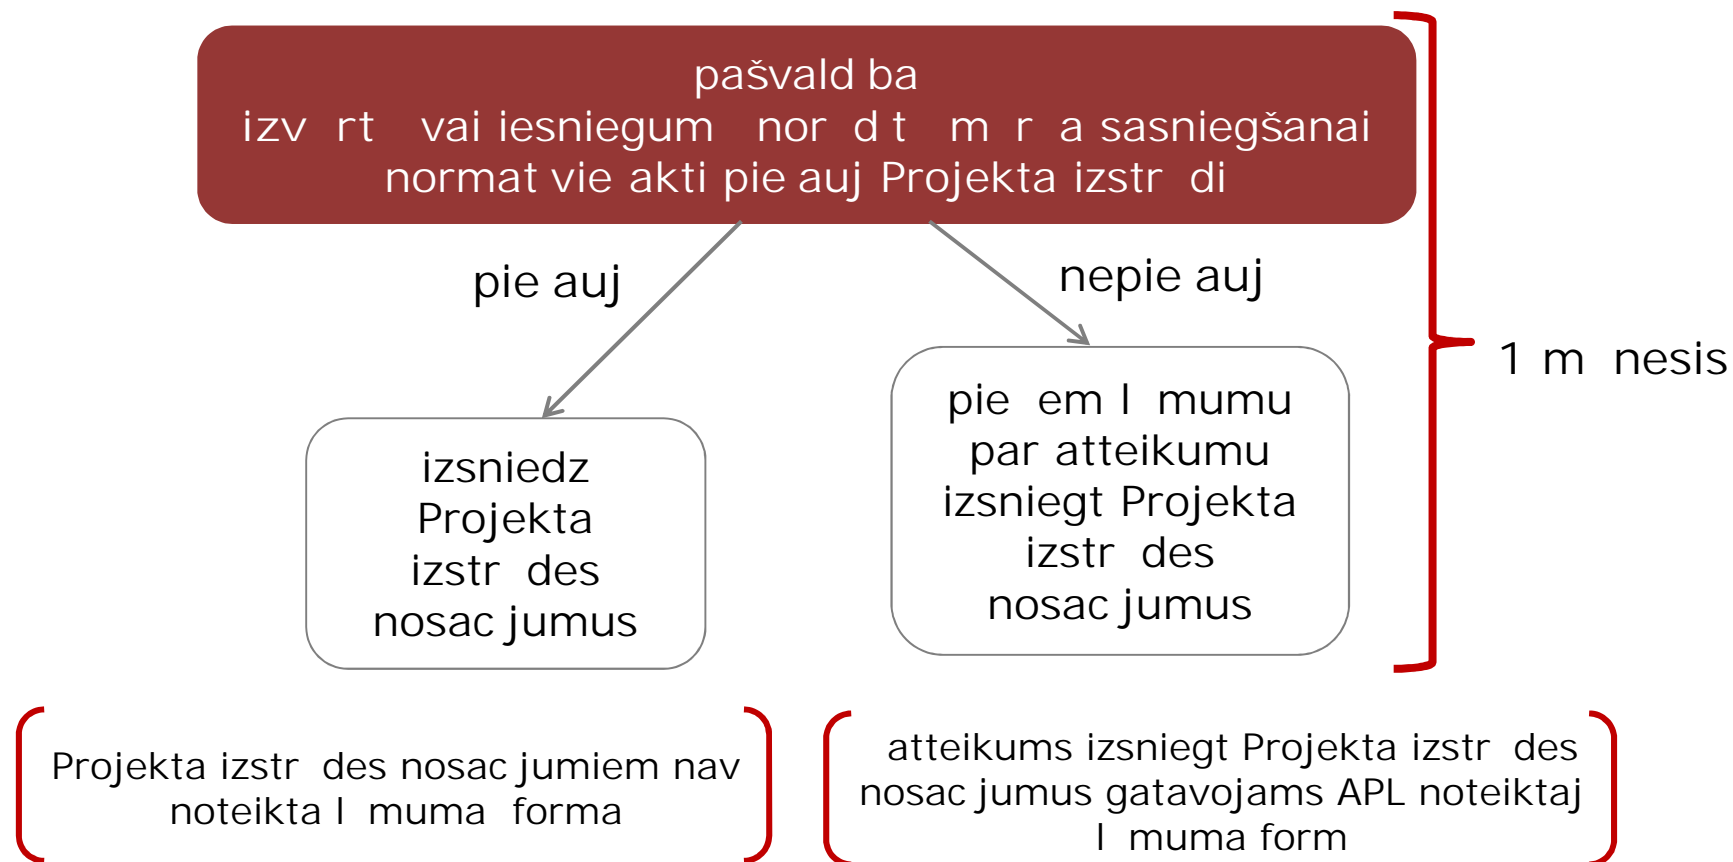 pašvald ba
izv rt vai iesniegum nor d t m r a sasniegšanai
normat vie akti pie auj Projekta izstr di
pie auj
nepie auj
1 m nesis
izsniedz
Projekta
izstr des
nosac jumus
pie em l mumu
par atteikumu
izsniegt Projekta
izstr des
nosac jumus
Projekta izstr des nosac jumiem nav
noteikta l muma forma
atteikums izsniegt Projekta izstr des
nosac jumus gatavojams APL noteiktaj
l muma form